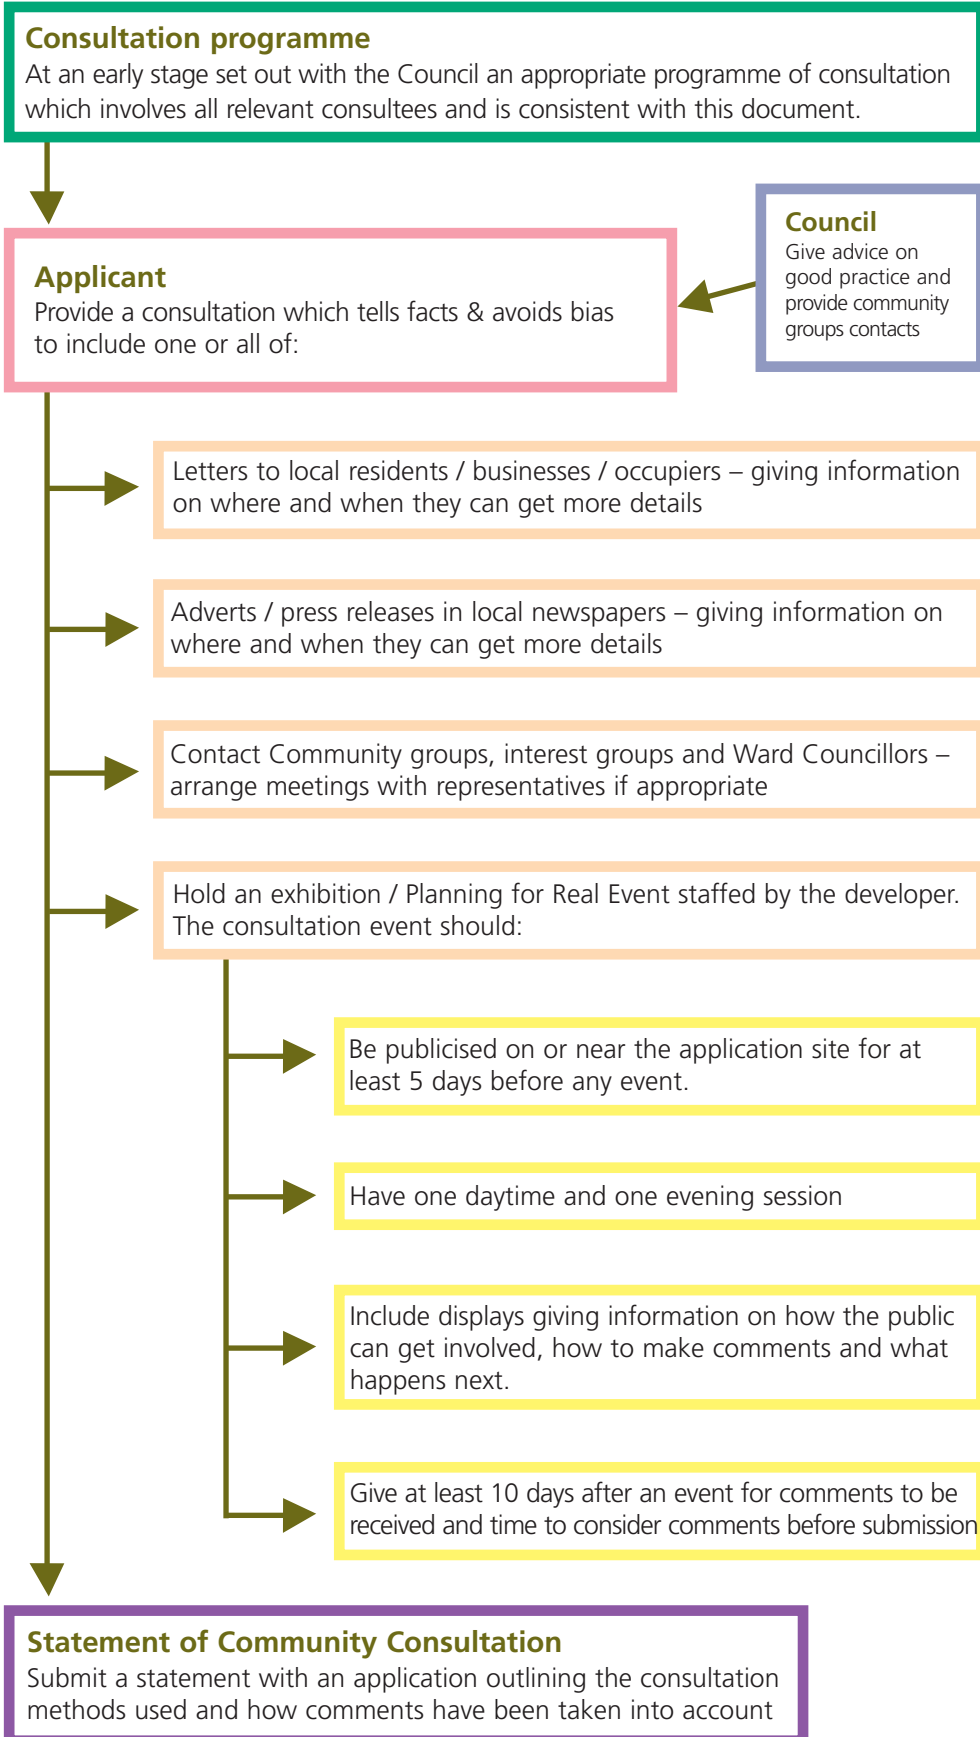 Consultation programme
At an early stage set out with the Council an appropriate programme of consultation
which involves all relevant consultees and is consistent with this document.
Council
Give advice on
good practice and
provide community
groups contacts
Applicant
Provide a consultation which tells facts & avoids bias
to include one or all of:
Letters to local residents / businesses / occupiers – giving information
on where and when they can get more details
Adverts / press releases in local newspapers – giving information on
where and when they can get more details
Contact Community groups, interest groups and Ward Councillors –
arrange meetings with representatives if appropriate
Hold an exhibition / Planning for Real Event staffed by the developer.
The consultation event should:
Be publicised on or near the application site for at
least 5 days before any event.
Have one daytime and one evening session
Include displays giving information on how the public
can get involved, how to make comments and what
happens next.
Give at least 10 days after an event for comments to be
received and time to consider comments before submission
Statement of Community Consultation
Submit a statement with an application outlining the consultation
methods used and how comments have been taken into account